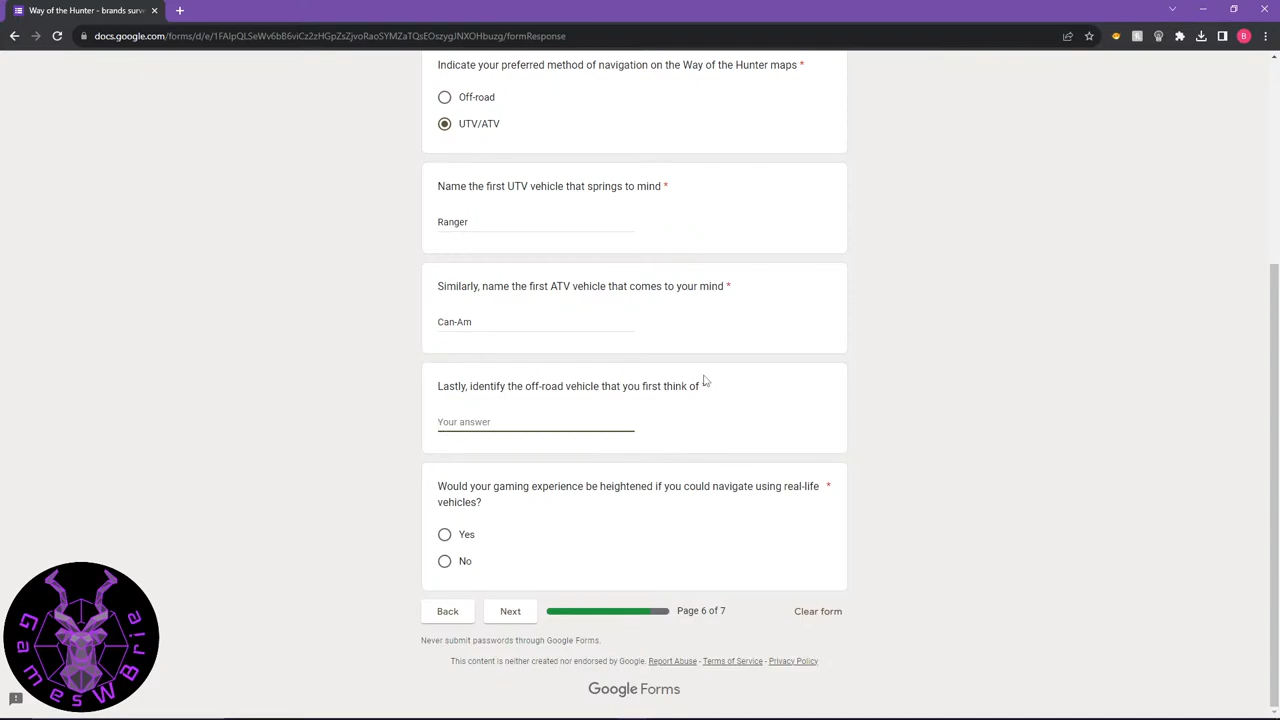 Way of the Hunter - brands surv
docs.google.com/forms/d/e/1FAIpQLSeWv6bB6viCz2zHGpZsZjvoRaoSYMZaTQsEOszygJNXOHbuzg/formResponse
B
Indicate your preferred method of navigation on the Way of the Hunter maps *
Off-road
UTV/ATV
Name the first UTV vehicle that springs to mind *
Ranger
Similarly, name the first ATV vehicle that comes to your mind *
Can-Am
Lastly, identify the off-road vehicle that you first think of
Your answer
Would your gaming experience be heightened if you could navigate using real-life *
vehicles?
Yes
No
Back
Next
Page 6 of 7
Clear form
Never submit passwords through Google Forms.
This content is neither created nor endorsed by Google. Report Abuse - Terms of Service - Privacy Policy
Google Forms
GamesWBria